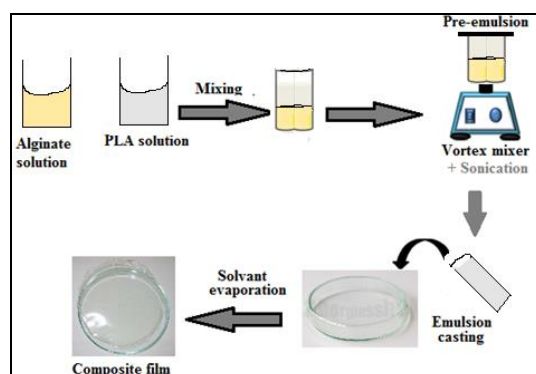 Pre-emulsion
Mixing
Alginate
solution
PLA solution
Vortex mixer
+ Sonication
Solvant
evaporation
Emulsion
casting
Composite film